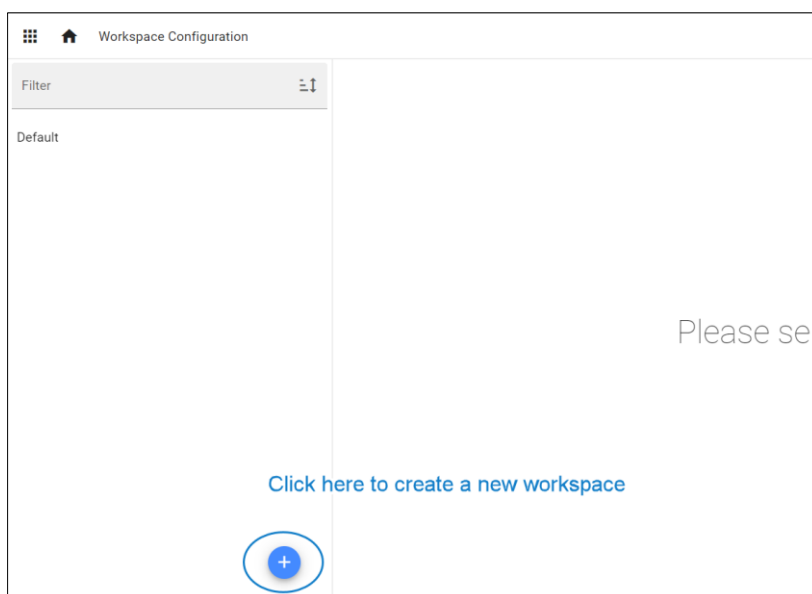 Workspace Configuration
Filter
Default
Please se
Click here to create a new workspace